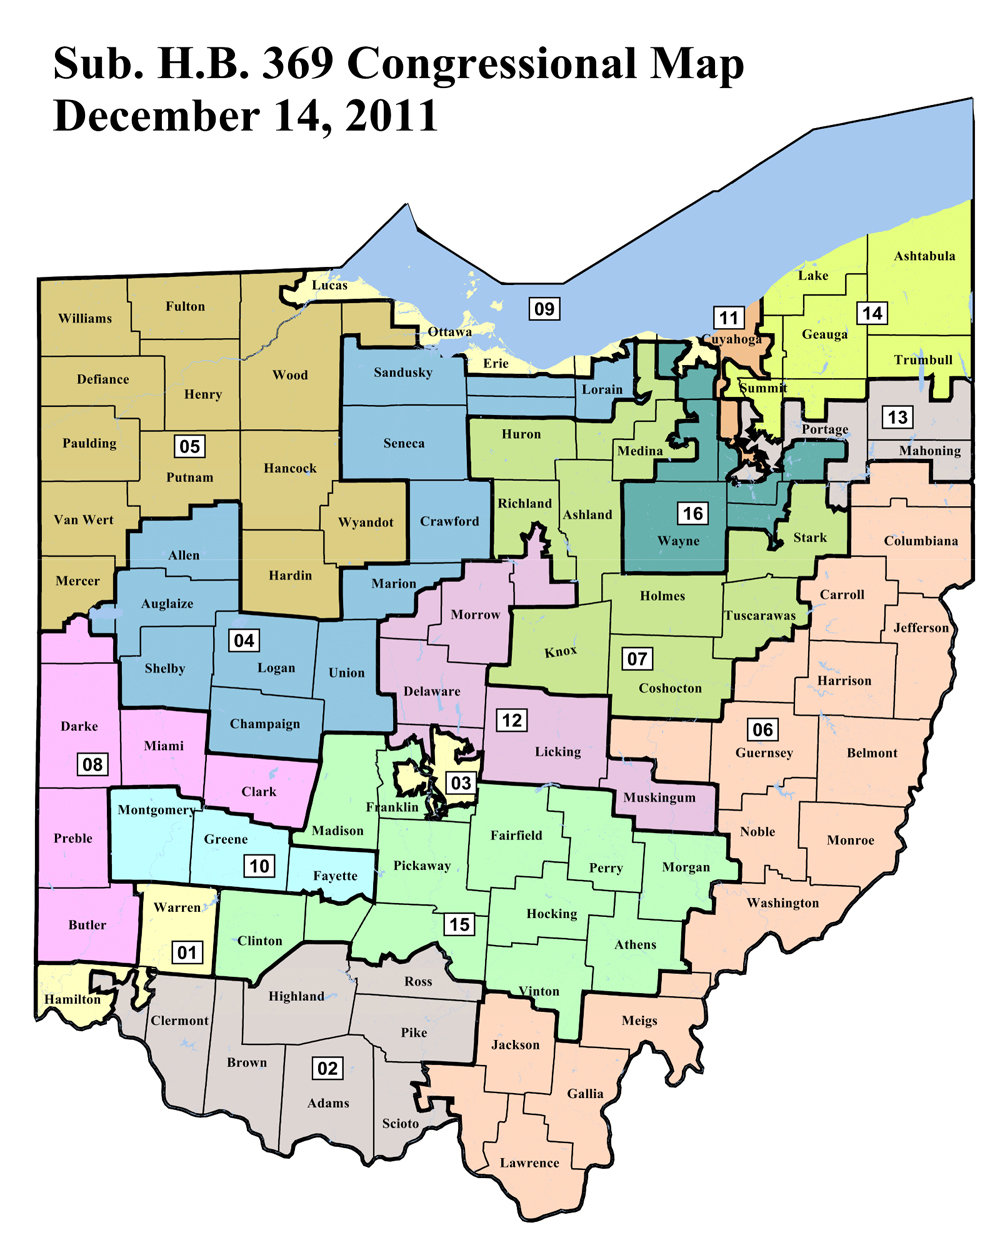 Sub. H.B. 369 Congressional Map
December 14, 2011
Ashtabula
Lake
Lucas
Fulton
09
Williams
11
14
Ottawa
Geauga
Cuyahoga
Erie
Trumbull
Sandusky
Wood
Defiance
Summit
Lorain
Henry
13
Portage
Huron
Paulding
Seneca
05
Medina
Mahoning
Hancock
Putnam
Richland
Ashland
16
Van Wert
Wyandot
Crawford
Stark
Wayne
Columbiana
Allen
Hardin
Mercer
Marion
Holmes
Carroll
Auglaize
Morrow
Tuscarawas
Jefferson
04
Knox
07
Shelby
Logan
Union
Harrison
Delaware
Coshocton
12
Champaign
Darke
06
Miami
Licking
Guernsey
Belmont
08
03
Clark
Muskingum
Franklin
Montgomery
Madison
Fairfield
Noble
Preble
Greene
Monroe
10
Pickaway
Perry
Morgan
Fayette
Washington
Warren
Hocking
Butler
15
Clinton
Athens
01
Ross
Vinton
Hamilton
Highland
Clermont
Meigs
Pike
Jackson
Brown
02
Gallia
Adams
Scioto
Lawrence